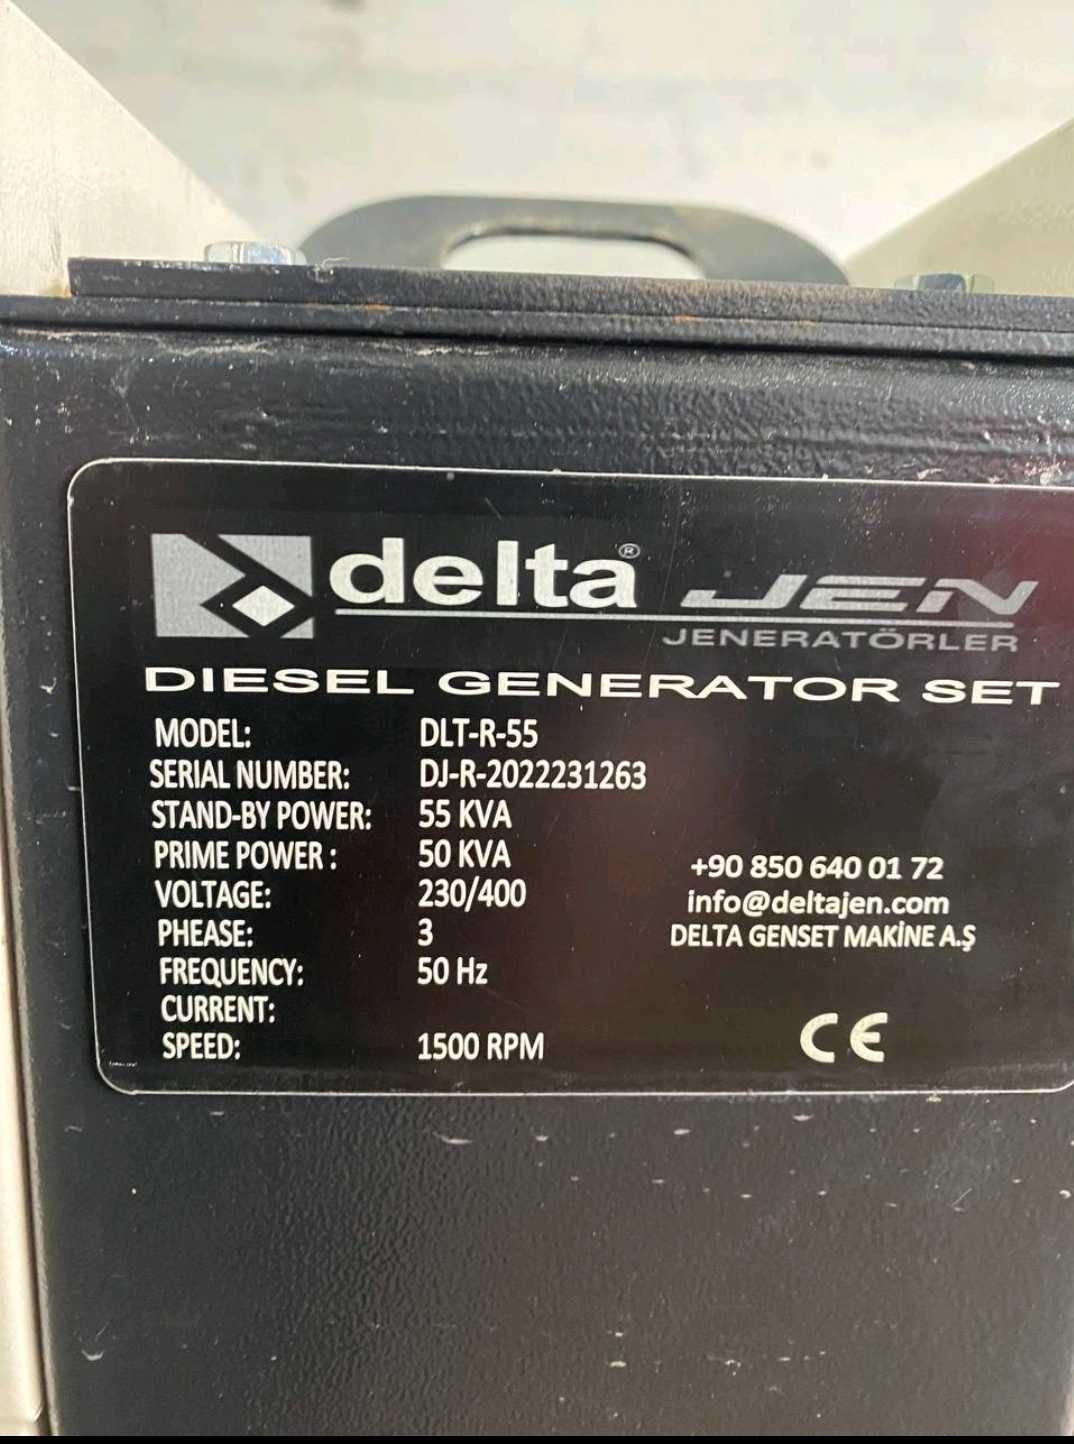 delta® JEN
JENERATÖRLER
DIESEL GENERATOR SET
MODEL: DLT-R-55
SERIAL NUMBER: DJ-R-2022231263
STAND-BY POWER: 55 KVA
PRIME POWER : 50 KVA
VOLTAGE: 230/400
PHEASE: 3
FREQUENCY: 50 Hz
CURRENT:
SPEED: 1500 RPM
+90 850 640 01 72
info@deltajen.com
DELTA GENSET MAKİNE A.Ş
CE